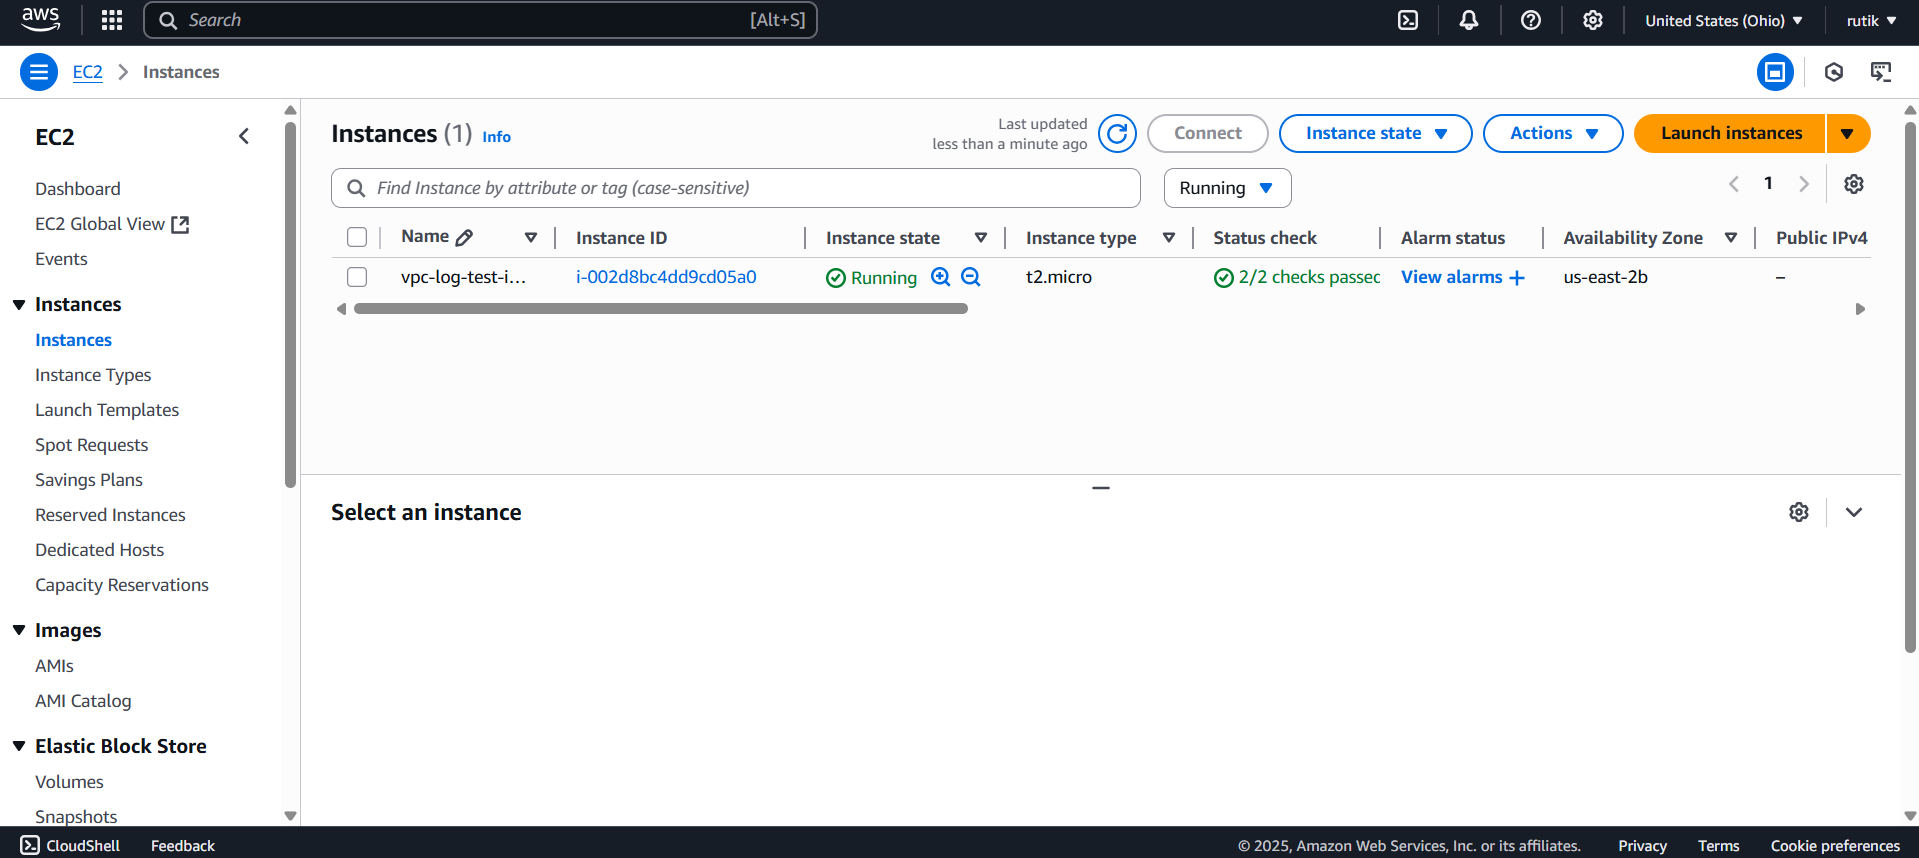 aws
Search [Alt+S]
United States (Ohio)
rutik
EC2 Instances
EC2
Dashboard
EC2 Global View
Events
Instances
Instances
Instance Types
Launch Templates
Spot Requests
Savings Plans
Reserved Instances
Dedicated Hosts
Capacity Reservations
Images
AMIs
AMI Catalog
Elastic Block Store
Volumes
Snapshots
Instances (1) Info
Last updated
less than a minute ago
Connect
Instance state
Actions
Launch instances
Find Instance by attribute or tag (case-sensitive)
Running
1
Name Instance ID Instance state Instance type Status check Alarm status Availability Zone Public IPv4
vpc-log-test-i... i-002d8bc4dd9cd05a0 Running t2.micro 2/2 checks passed View alarms + us-east-2b –
Select an instance
CloudShell Feedback © 2025, Amazon Web Services, Inc. or its affiliates. Privacy Terms Cookie preferences